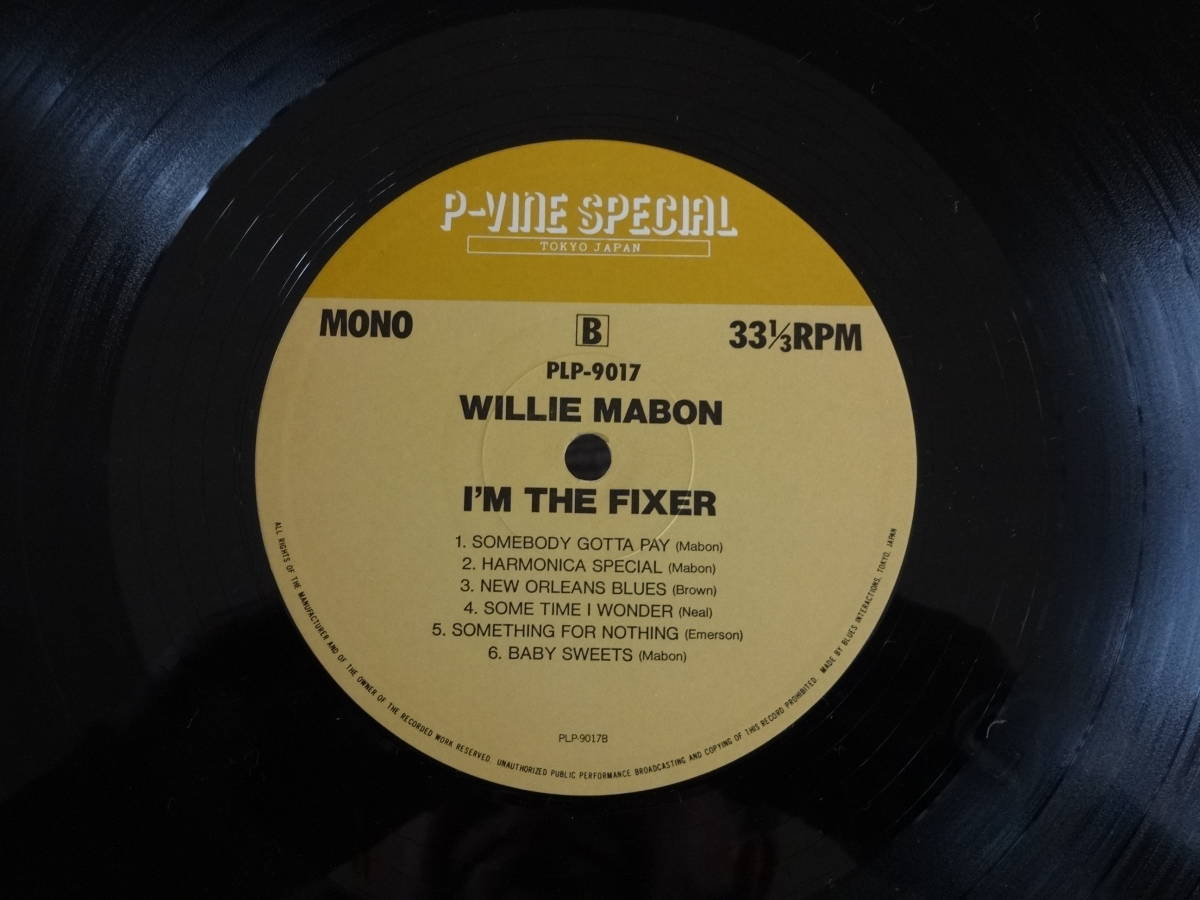 P-VINE SPECIAL
TOKYO JAPAN
MONO
B
33⅓RPM
PLP-9017
WILLIE MABON
I'M THE FIXER
1. SOMEBODY GOTTA PAY (Mabon)
2. HARMONICA SPECIAL (Mabon)
3. NEW ORLEANS BLUES (Brown)
4. SOME TIME I WONDER (Neal)
5. SOMETHING FOR NOTHING (Emerson)
6. BABY SWEETS (Mabon)
PLP-9017B
ALL RIGHTS OF THE MANUFACTURER AND OF THE OWNER OF THE RECORDED WORK RESERVED. UNAUTHORIZED PUBLIC PERFORMANCE BROADCASTING AND COPYING OF THIS RECORD PROHIBITED. MADE BY BLUES INTERACTIONS, TOKYO, JAPAN